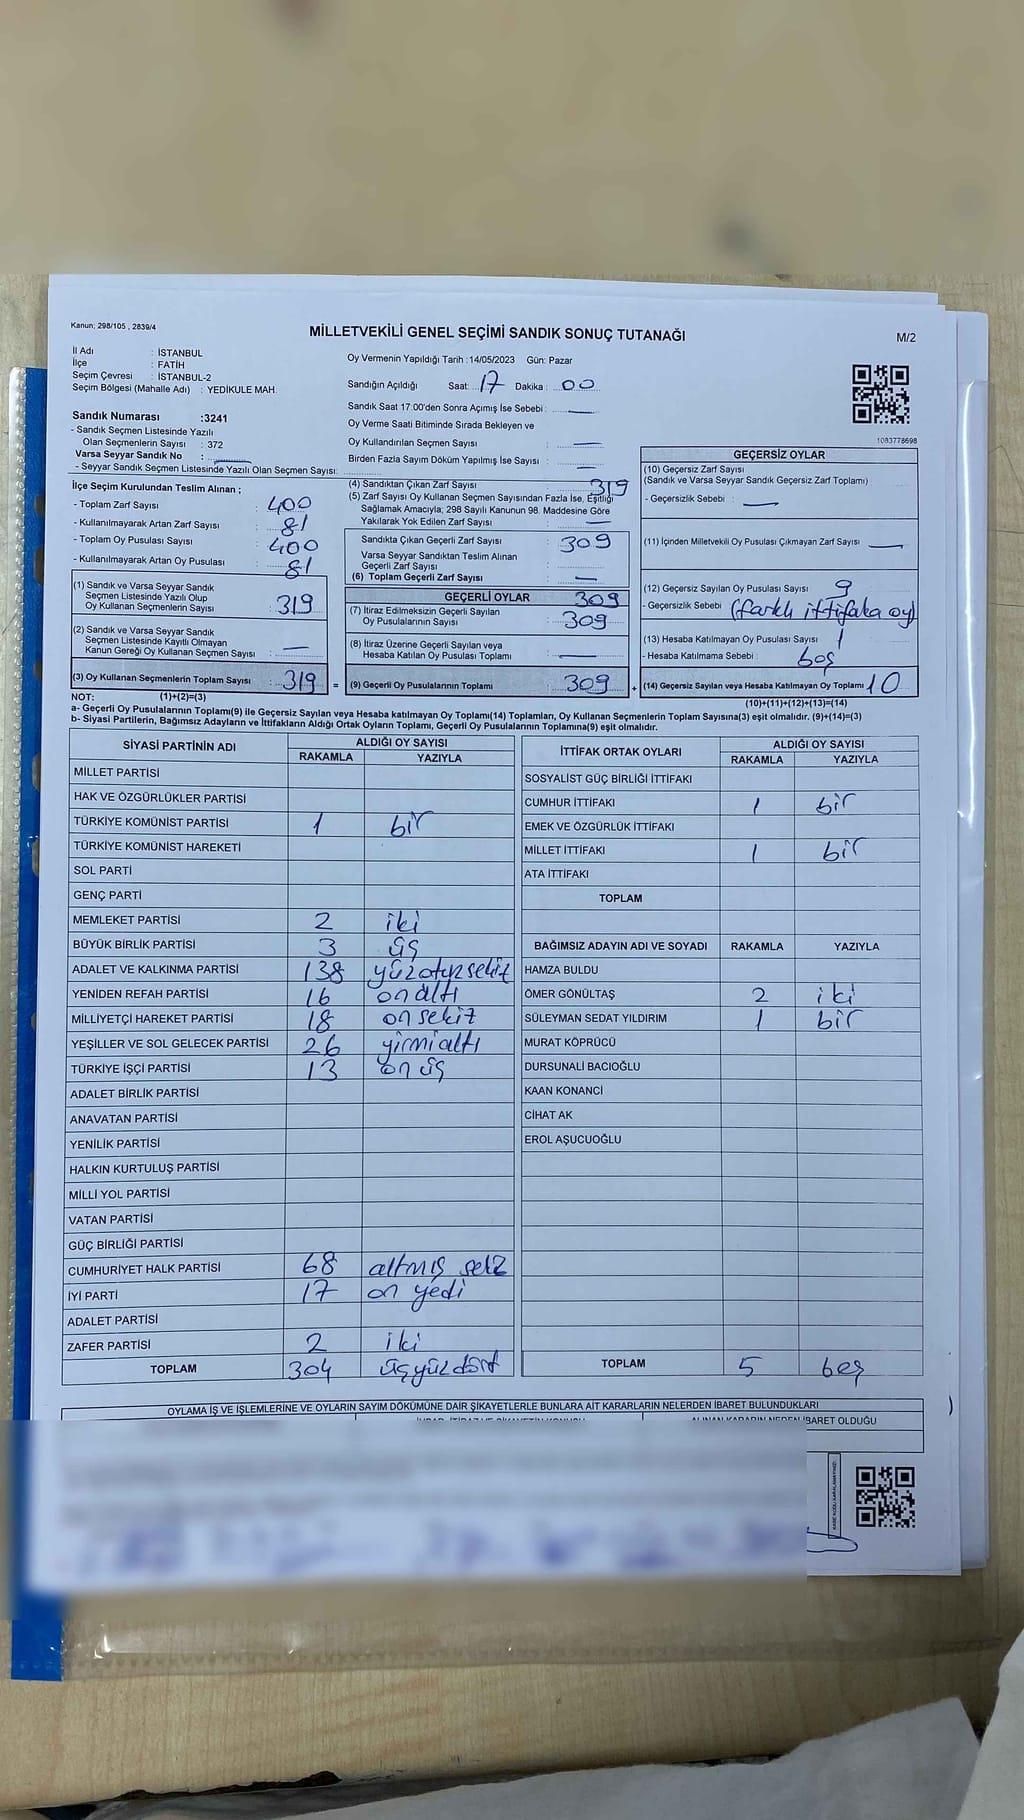 Kanun; 298/105 , 2839/4
MİLLETVEKİLİ GENEL SEÇİMİ SANDIK SONUÇ TUTANAĞI
M/2
İl Adı : İSTANBUL
İlçe : FATİH
Seçim Çevresi : İSTANBUL-2
Seçim Bölgesi (Mahalle Adı) : YEDİKULE MAH.
Sandık Numarası :3241
- Sandık Seçmen Listesinde Yazılı
Olan Seçmenlerin Sayısı : 372
Varsa Seyyar Sandık No :
- Seyyar Sandık Seçmen Listesinde Yazılı Olan Seçmen Sayısı:
Oy Vermenin Yapıldığı Tarih :14/05/2023 Gün: Pazar
Sandığın Açıldığı Saat: 17 Dakika : 00
Sandık Saat 17:00'den Sonra Açımış İse Sebebi : —
Oy Verme Saati Bitiminde Sırada Bekleyen ve
Oy Kullandırılan Seçmen Sayısı : —
Birden Fazla Sayım Döküm Yapılmış İse Sayısı : —
1083778698
İlçe Seçim Kurulundan Teslim Alınan ;
- Toplam Zarf Sayısı : 400
- Kullanılmayarak Artan Zarf Sayısı : 81
- Toplam Oy Pusulası Sayısı : 400
- Kullanılmayarak Artan Oy Pusulası : 81
(1) Sandık ve Varsa Seyyar Sandık
Seçmen Listesinde Yazılı Olup
Oy Kullanan Seçmenlerin Sayısı : 319
(2) Sandık ve Varsa Seyyar Sandık
Seçmen Listesinde Kayıtlı Olmayan
Kanun Gereği Oy Kullanan Seçmen Sayısı : —
(3) Oy Kullanan Seçmenlerin Toplam Sayısı : 319 =
(4) Sandıktan Çıkan Zarf Sayısı : 319
(5) Zarf Sayısı Oy Kullanan Seçmen Sayısından Fazla İse, Eşitliği
Sağlamak Amacıyla; 298 Sayılı Kanunun 98. Maddesine Göre
Yakılarak Yok Edilen Zarf Sayısı : —
Sandıkta Çıkan Geçerli Zarf Sayısı : 309
Varsa Seyyar Sandıktan Teslim Alınan
Geçerli Zarf Sayısı :
(6) Toplam Geçerli Zarf Sayısı : —
GEÇERLİ OYLAR 309
(7) İtiraz Edilmeksizin Geçerli Sayılan
Oy Pusulalarının Sayısı : 309
(8) İtiraz Üzerine Geçerli Sayılan veya
Hesaba Katılan Oy Pusulası Toplamı : —
(9) Geçerli Oy Pusulalarının Toplamı : 309 +
GEÇERSİZ OYLAR
(10) Geçersiz Zarf Sayısı :
(Sandık ve Varsa Seyyar Sandık Geçersiz Zarf Toplamı)
- Geçersizlik Sebebi : —
(11) İçinden Milletvekili Oy Pusulası Çıkmayan Zarf Sayısı : —
(12) Geçersiz Sayılan Oy Pusulası Sayısı : 9
- Geçersizlik Sebebi : (farklı ittifaka oy)
(13) Hesaba Katılmayan Oy Pusulası Sayısı : 1
- Hesaba Katılmama Sebebi : boş
(14) Geçersiz Sayılan veya Hesaba Katılmayan Oy Toplamı : 10
NOT: (1)+(2)=(3)
(10)+(11)+(12)+(13)=(14)
a- Geçerli Oy Pusulalarının Toplamı(9) ile Geçersiz Sayılan veya Hesaba katılmayan Oy Toplamı(14) Toplamları, Oy Kullanan Seçmenlerin Toplam Sayısına(3) eşit olmalıdır. (9)+(14)=(3)
b- Siyasi Partilerin, Bağımsız Adayların ve İttifakların Aldığı Ortak Oyların Toplamı, Geçerli Oy Pusulalarının Toplamına(9) eşit olmalıdır.
SİYASİ PARTİNİN ADI ALDIĞI OY SAYISI
RAKAMLA YAZIYLA
MİLLET PARTİSİ
HAK VE ÖZGÜRLÜKLER PARTİSİ
TÜRKİYE KOMÜNİST PARTİSİ 1 bir
TÜRKİYE KOMÜNİST HAREKETİ
SOL PARTİ
GENÇ PARTİ
MEMLEKET PARTİSİ 2 iki
BÜYÜK BİRLİK PARTİSİ 3 üş
ADALET VE KALKINMA PARTİSİ 138 yüzotuzsekiz
YENİDEN REFAH PARTİSİ 16 on altı
MİLLİYETÇİ HAREKET PARTİSİ 18 on sekiz
YEŞİLLER VE SOL GELECEK PARTİSİ 26 yirmialtı
TÜRKİYE İŞÇİ PARTİSİ 13 on üş
ADALET BİRLİK PARTİSİ
ANAVATAN PARTİSİ
YENİLİK PARTİSİ
HALKIN KURTULUŞ PARTİSİ
MİLLİ YOL PARTİSİ
VATAN PARTİSİ
GÜÇ BİRLİĞİ PARTİSİ
CUMHURİYET HALK PARTİSİ 68 altmış sekiz
İYİ PARTİ 17 on yedi
ADALET PARTİSİ
ZAFER PARTİSİ 2 iki
TOPLAM 304 üşyüzdört
İTTİFAK ORTAK OYLARI ALDIĞI OY SAYISI
RAKAMLA YAZIYLA
SOSYALİST GÜÇ BİRLİĞİ İTTİFAKI
CUMHUR İTTİFAKI 1 bir
EMEK VE ÖZGÜRLÜK İTTİFAKI
MİLLET İTTİFAKI 1 bir
ATA İTTİFAKI
TOPLAM
BAĞIMSIZ ADAYIN ADI VE SOYADI RAKAMLA YAZIYLA
HAMZA BULDU
ÖMER GÖNÜLTAŞ 2 iki
SÜLEYMAN SEDAT YILDIRIM 1 bir
MURAT KÖPRÜCÜ
DURSUNALİ BACIOĞLU
KAAN KONANCİ
CİHAT AK
EROL AŞUCUOĞLU
TOPLAM 5 beş
OYLAMA İŞ VE İŞLEMLERİNE VE OYLARIN SAYIM DÖKÜMÜNE DAİR ŞİKAYETLERLE BUNLARA AİT KARARLARIN NELERDEN İBARET BULUNDUKLARI
ALINAN KARARIN NEDEN İBARET OLDUĞU